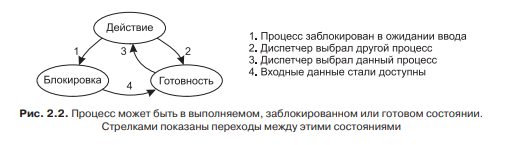 Действие
1
3
2
Блокировка
4
Готовность
1. Процесс заблокирован в ожидании ввода
2. Диспетчер выбрал другой процесс
3. Диспетчер выбрал данный процесс
4. Входные данные стали доступны
Рис. 2.2. Процесс может быть в выполняемом, заблокированном или готовом состоянии.
Стрелками показаны переходы между этими состояниями